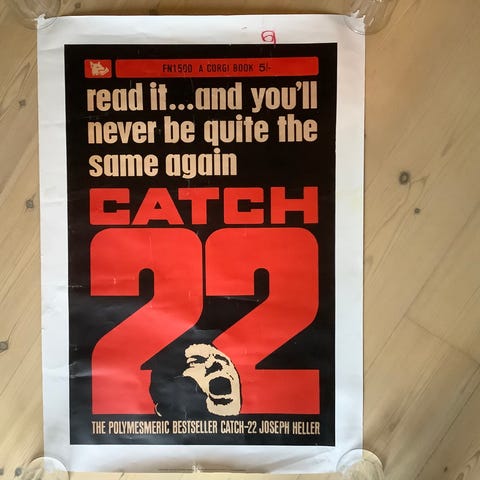 FN1500 A CORGI BOOK 5/-
read it...and you'll
never be quite the
same again
CATCH
22
THE POLYMESMERIC BESTSELLER CATCH-22 JOSEPH HELLER